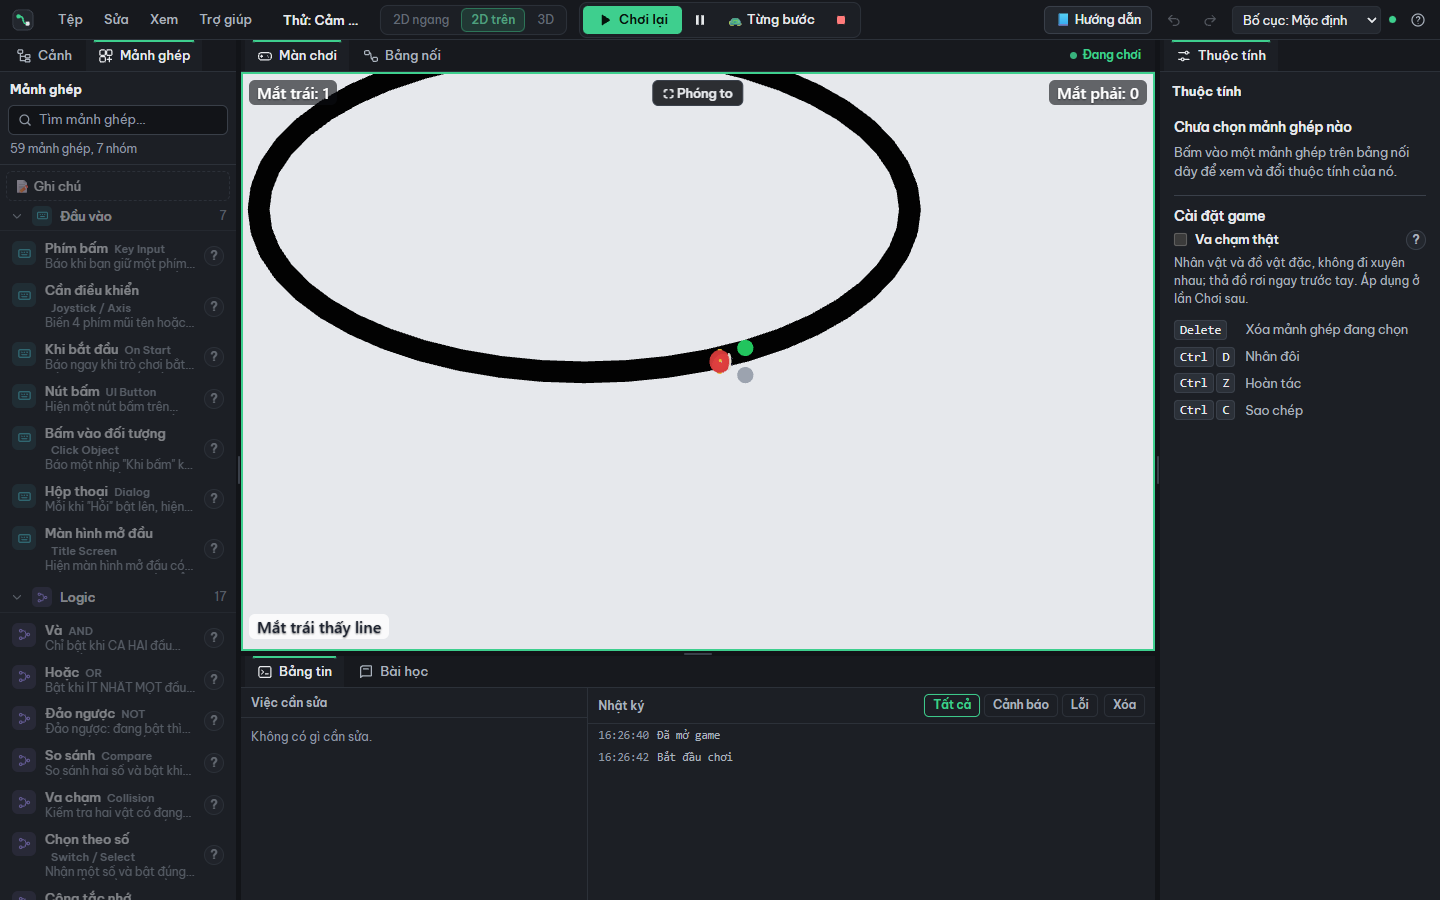 Tệp Sửa Xem Trợ giúp Thử: Cảm ... 2D ngang 2D trên 3D Chơi lại Từng bước Hướng dẫn Bố cục: Mặc định
Cảnh Mảnh ghép Màn chơi Bảng nối Đang chơi Thuộc tính
Mảnh ghép
Tìm mảnh ghép...
59 mảnh ghép, 7 nhóm
Ghi chú
Đầu vào 7
Phím bấm Key Input ?
Báo khi bạn giữ một phím...
Cần điều khiển
Joystick / Axis ?
Biến 4 phím mũi tên hoặc...
Khi bắt đầu On Start ?
Báo ngay khi trò chơi bắt...
Nút bấm UI Button ?
Hiện một nút bấm trên...
Bấm vào đối tượng
Click Object ?
Báo một nhịp "Khi bấm" k...
Hộp thoại Dialog ?
Mỗi khi "Hỏi" bật lên, hiện...
Màn hình mở đầu
Title Screen ?
Hiện màn hình mở đầu có...
Logic 17
Và AND ?
Chỉ bật khi CẢ HAI đầu...
Hoặc OR ?
Bật khi ÍT NHẤT MỘT đầu...
Đảo ngược NOT ?
Đảo ngược: đang bật thì...
So sánh Compare ?
So sánh hai số và bật khi...
Va chạm Collision ?
Kiểm tra hai vật có đang...
Chọn theo số
Switch / Select ?
Nhận một số và bật đúng...
Công tắc nhớ
Mắt trái: 1 Phóng to Mắt phải: 0
Mắt trái thấy line
Bảng tin Bài học
Việc cần sửa
Không có gì cần sửa.
Nhật ký Tất cả Cảnh báo Lỗi Xóa
16:26:40 Đã mở game
16:26:42 Bắt đầu chơi
Thuộc tính
Chưa chọn mảnh ghép nào
Bấm vào một mảnh ghép trên bảng nối
dây để xem và đổi thuộc tính của nó.
Cài đặt game
Va chạm thật ?
Nhân vật và đồ vật đặc, không đi xuyên
nhau; thả đồ rơi ngay trước tay. Áp dụng ở
lần Chơi sau.
Delete Xóa mảnh ghép đang chọn
Ctrl D Nhân đôi
Ctrl Z Hoàn tác
Ctrl C Sao chép